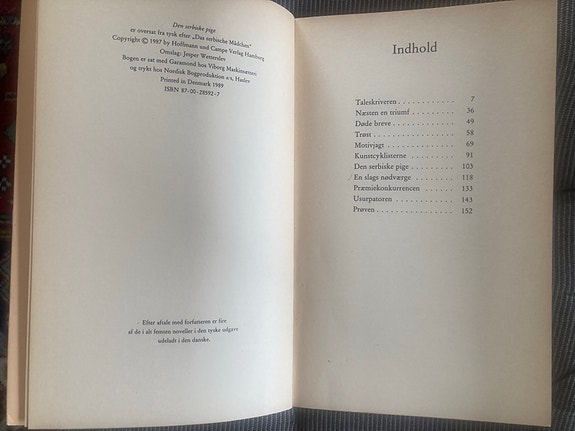 Den serbiske pige
er oversat fra tysk efter „Das serbische Mädchen“
Copyright © 1987 by Hoffmann und Campe Verlag Hamburg
Omslag: Jesper Wetterslev
Bogen er sat med Garamond hos Viborg Maskinsætteri
og trykt hos Nordisk Bogproduktion a/s, Haslev
Printed in Denmark 1989
ISBN 87-00-28592-7
Efter aftale med forfatteren er fire
af de i alt femten noveller i den tyske udgave
udeladt i den danske.
Indhold
Taleskriveren . . . . . . . . . . . 7
Næsten en triumf . . . . . . . . . 36
Døde breve . . . . . . . . . . . . 49
Trøst . . . . . . . . . . . . . . . 58
Motivjagt . . . . . . . . . . . . . 69
Kunstcyklisterne . . . . . . . . . 91
Den serbiske pige . . . . . . . . . 103
En slags nødværge . . . . . . . . 118
Præmiekonkurrencen . . . . . . . 133
Usurpatoren . . . . . . . . . . . . 143
Prøven . . . . . . . . . . . . . . . 152